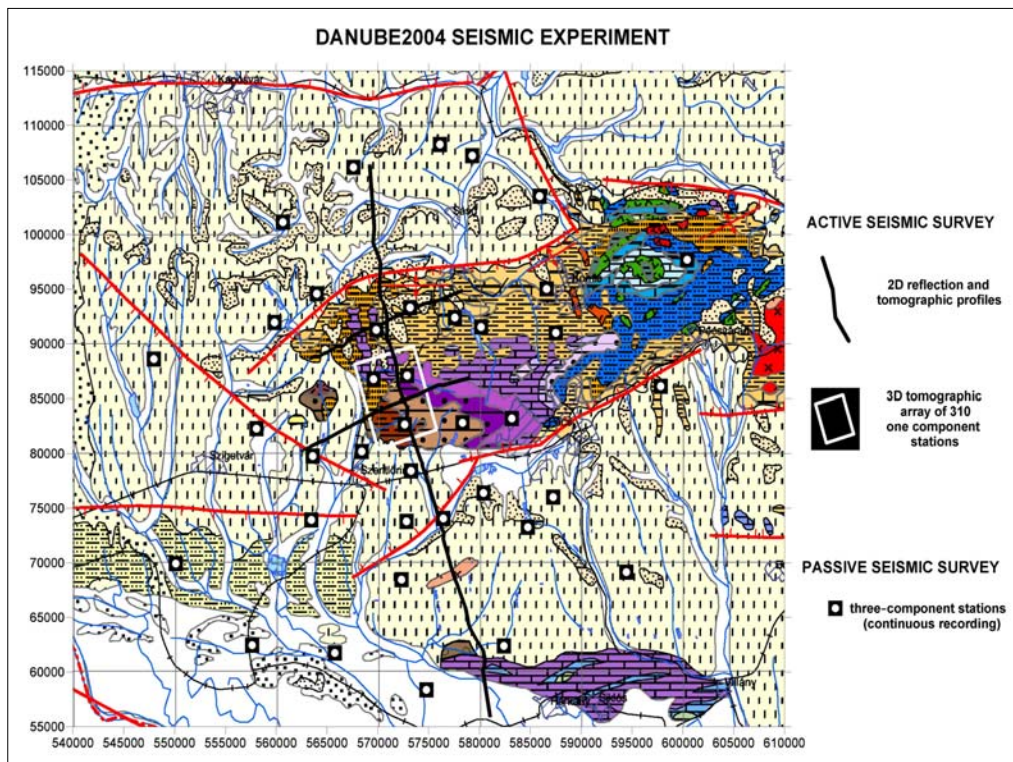 DANUBE2004 SEISMIC EXPERIMENT
115000
110000
105000
100000
95000
90000
85000
80000
75000
70000
65000
60000
55000
540000 545000 550000 555000 560000 565000 570000 575000 580000 585000 590000 595000 600000 605000 610000
Kaposvár
Szigetvár
Villány
ACTIVE SEISMIC SURVEY
2D reflection and
tomographic profiles
3D tomographic
array of 310
one component
stations
PASSIVE SEISMIC SURVEY
three-component stations
(continuous recording)